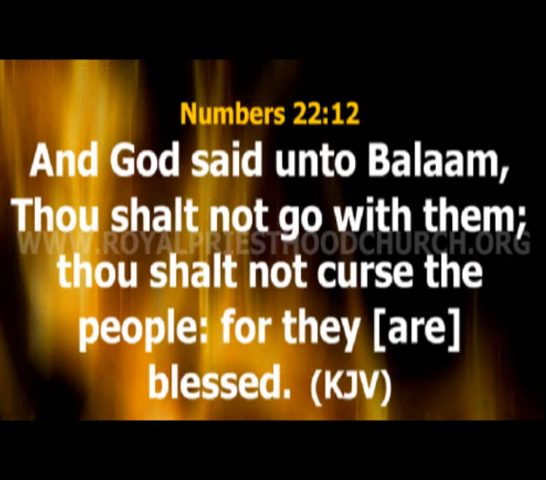 Numbers 22:12
And God said unto Balaam,
Thou shalt not go with them;
WWW.ROYALPRIESTHOODCHURCH.ORG
thou shalt not curse the
people: for they [are]
blessed. (KJV)